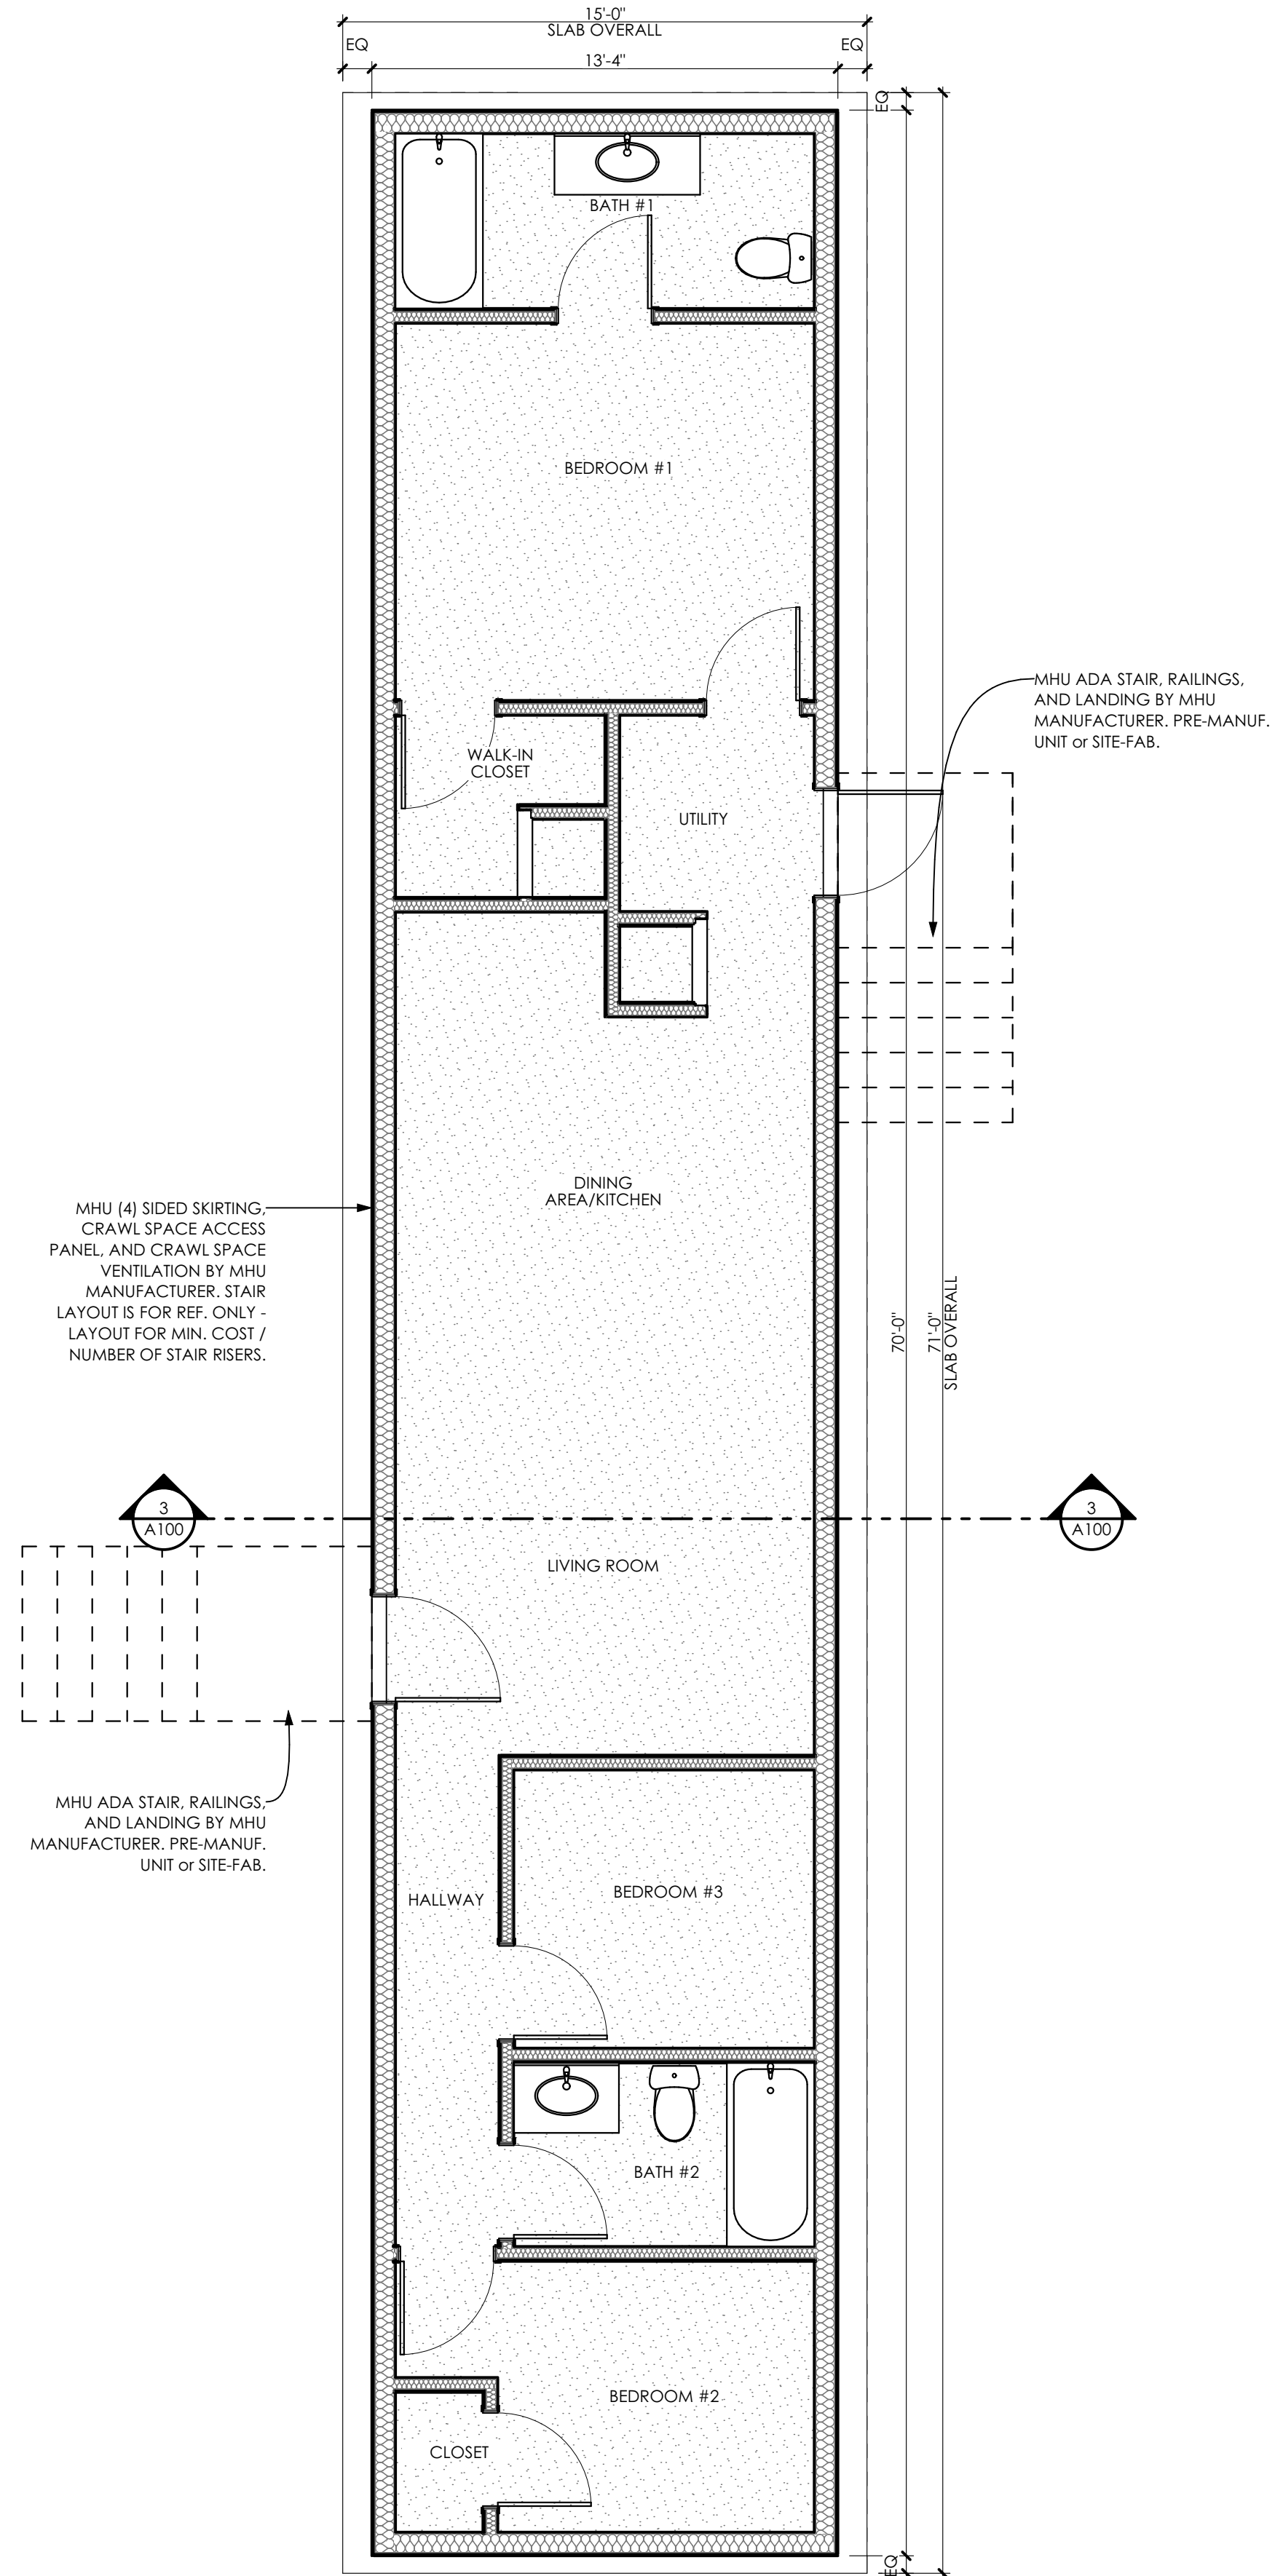 15'-0"
SLAB OVERALL
EQ
EQ
13'-4"
EQ
BATH #1
BEDROOM #1
MHU ADA STAIR, RAILINGS,
AND LANDING BY MHU
MANUFACTURER. PRE-MANUF.
UNIT or SITE-FAB.
WALK-IN
CLOSET
UTILITY
DINING
AREA/KITCHEN
MHU (4) SIDED SKIRTING,
CRAWL SPACE ACCESS
PANEL, AND CRAWL SPACE
VENTILATION BY MHU
MANUFACTURER. STAIR
LAYOUT IS FOR REF. ONLY -
LAYOUT FOR MIN. COST /
NUMBER OF STAIR RISERS.
70'-0"
71'-0"
SLAB OVERALL
3
A100
3
A100
LIVING ROOM
MHU ADA STAIR, RAILINGS,
AND LANDING BY MHU
MANUFACTURER. PRE-MANUF.
UNIT or SITE-FAB.
HALLWAY
BEDROOM #3
BATH #2
BEDROOM #2
CLOSET
EQ